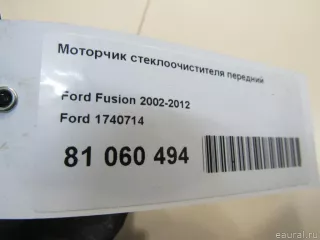 Моторчик стеклоочистителя передний
Ford Fusion 2002-2012
Ford 1740714
81 060 494
eaural.ru